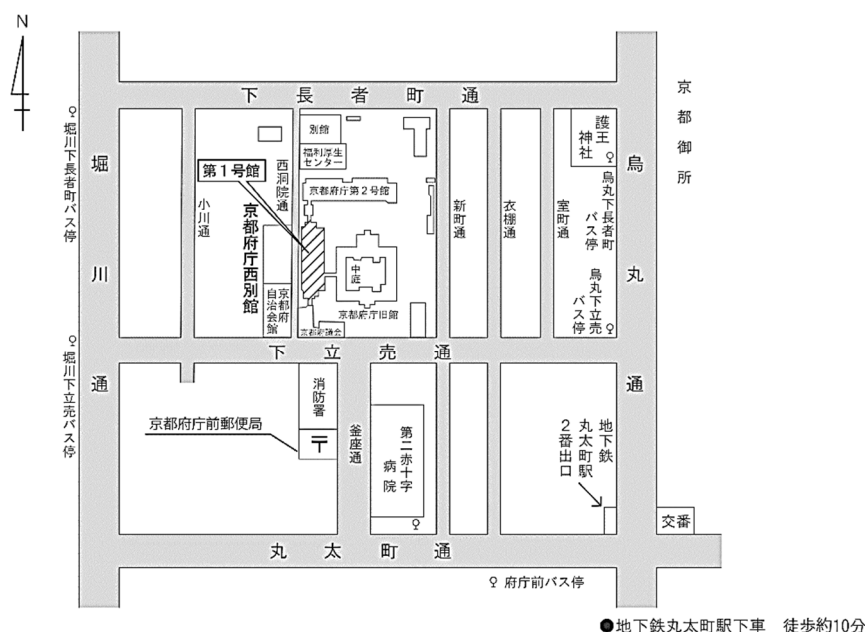 N
下長者町通
京都御所
堀川下長者町バス停
堀川通
別館
福利厚生
センター
護王
神社
第1号館
西洞院通
京都府庁第2号館
小川通
京都府庁西別館
新町通
衣棚通
室町通
烏丸下長者町
バス停
烏丸通
中庭
京都府
自治会館
京都府庁旧館
京都府議会
烏丸下立売
バス停
下立売通
堀川下立売バス停
消防署
京都府庁前郵便局
〒
釜座通
第二赤十字
病院
地下鉄
丸太町駅
2番出口
交番
丸太町通
府庁前バス停
●地下鉄丸太町駅下車 徒歩約10分